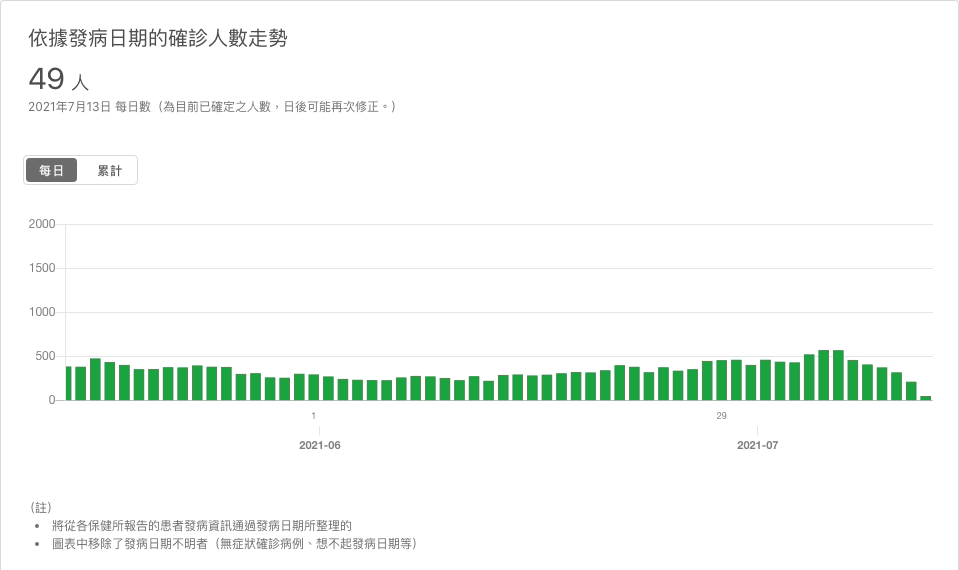 依據發病日期的確診人數走勢
49 人
2021年7月13日 每日數（為目前已確定之人數，日後可能再次修正。）
每日 累計
2000
1500
1000
500
0
1 29
2021-06 2021-07
（註）
• 將從各保健所報告的患者發病資訊通過發病日期所整理的
• 圖表中移除了發病日期不明者（無症狀確診病例、想不起發病日期等）